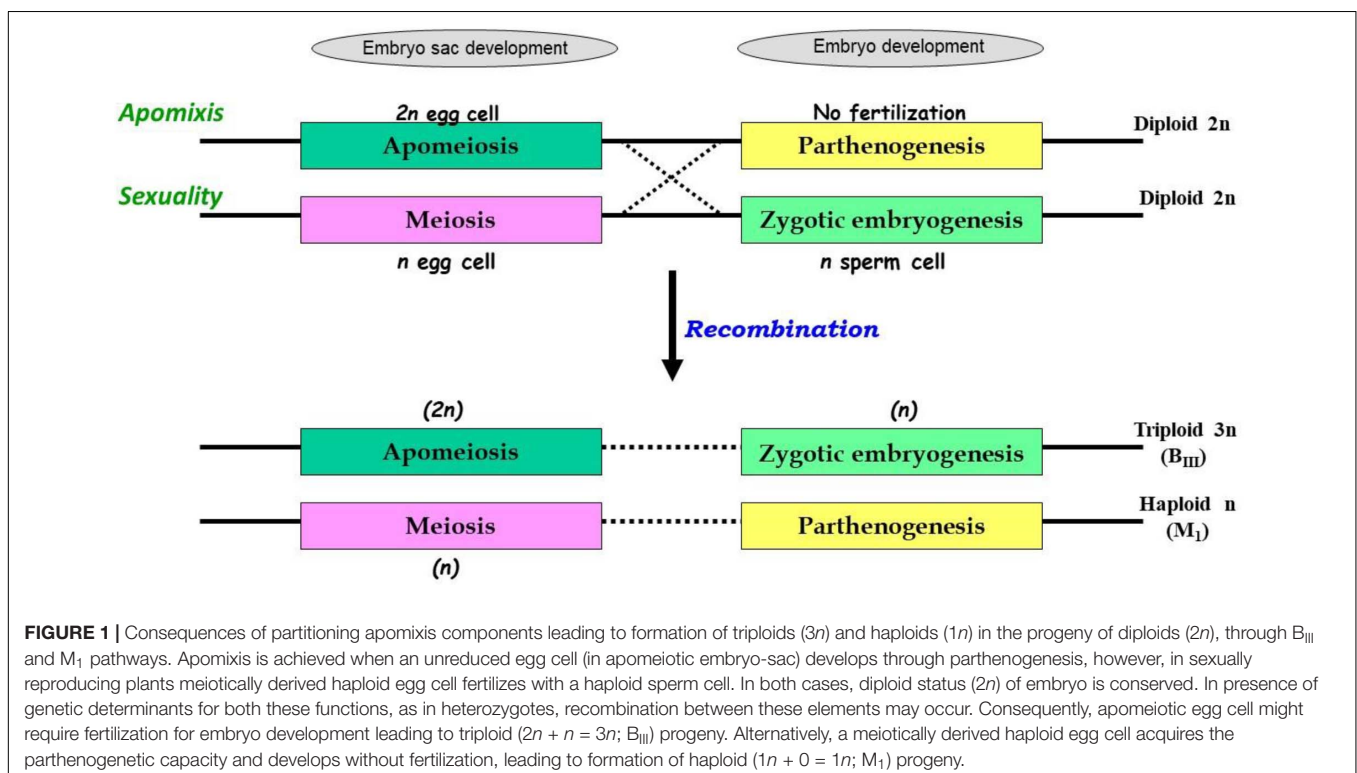 Embryo sac development
Embryo development
Apomixis
2n egg cell
No fertilization
Diploid 2n
Apomeiosis
Parthenogenesis
Sexuality
Diploid 2n
Meiosis
Zygotic embryogenesis
n egg cell
n sperm cell
Recombination
(2n)
(n)
Triploid 3n
(BIII)
Apomeiosis
Zygotic embryogenesis
Haploid n
(M1)
Meiosis
Parthenogenesis
(n)
FIGURE 1 | Consequences of partitioning apomixis components leading to formation of triploids (3n) and haploids (1n) in the progeny of diploids (2n), through BIII
and M1 pathways. Apomixis is achieved when an unreduced egg cell (in apomeiotic embryo-sac) develops through parthenogenesis, however, in sexually
reproducing plants meiotically derived haploid egg cell fertilizes with a haploid sperm cell. In both cases, diploid status (2n) of embryo is conserved. In presence of
genetic determinants for both these functions, as in heterozygotes, recombination between these elements may occur. Consequently, apomeiotic egg cell might
require fertilization for embryo development leading to triploid (2n + n = 3n; BIII) progeny. Alternatively, a meiotically derived haploid egg cell acquires the
parthenogenetic capacity and develops without fertilization, leading to formation of haploid (1n + 0 = 1n; M1) progeny.